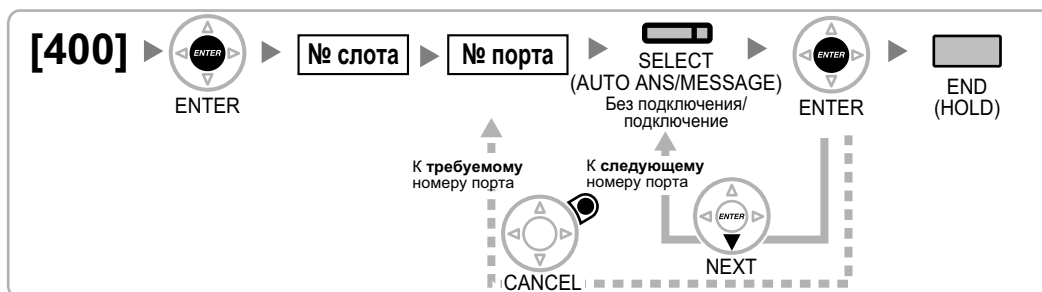 [400]
ENTER
ENTER
№ слота
№ порта
SELECT
(AUTO ANS/MESSAGE)
Без подключения/
подключение
ENTER
ENTER
END
(HOLD)
К требуемому
номеру порта
К следующему
номеру порта
CANCEL
ENTER
NEXT